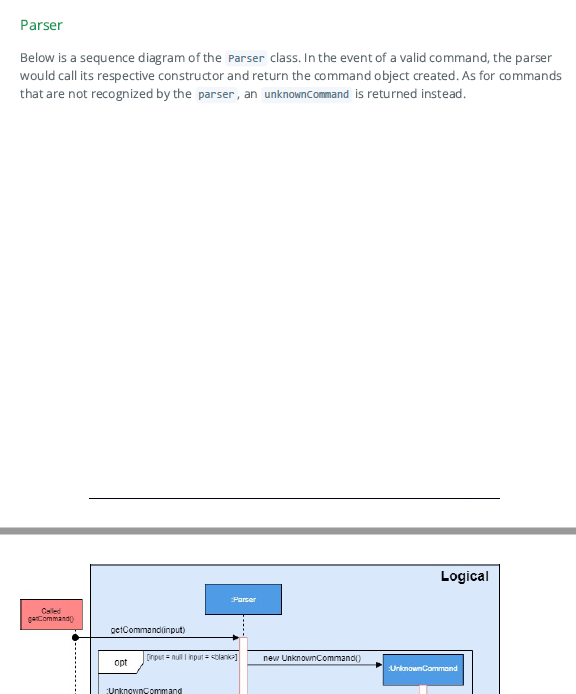 Parser
Below is a sequence diagram of the Parser class. In the event of a valid command, the parser
would call its respective constructor and return the command object created. As for commands
that are not recognized by the parser, an unknownCommand is returned instead.
Logical
:Parser
Called
getCommand()
getCommand(input)
opt
[input = null | input = <blank>]
new UnknownCommand()
:UnknownCommand
:UnknownCommand